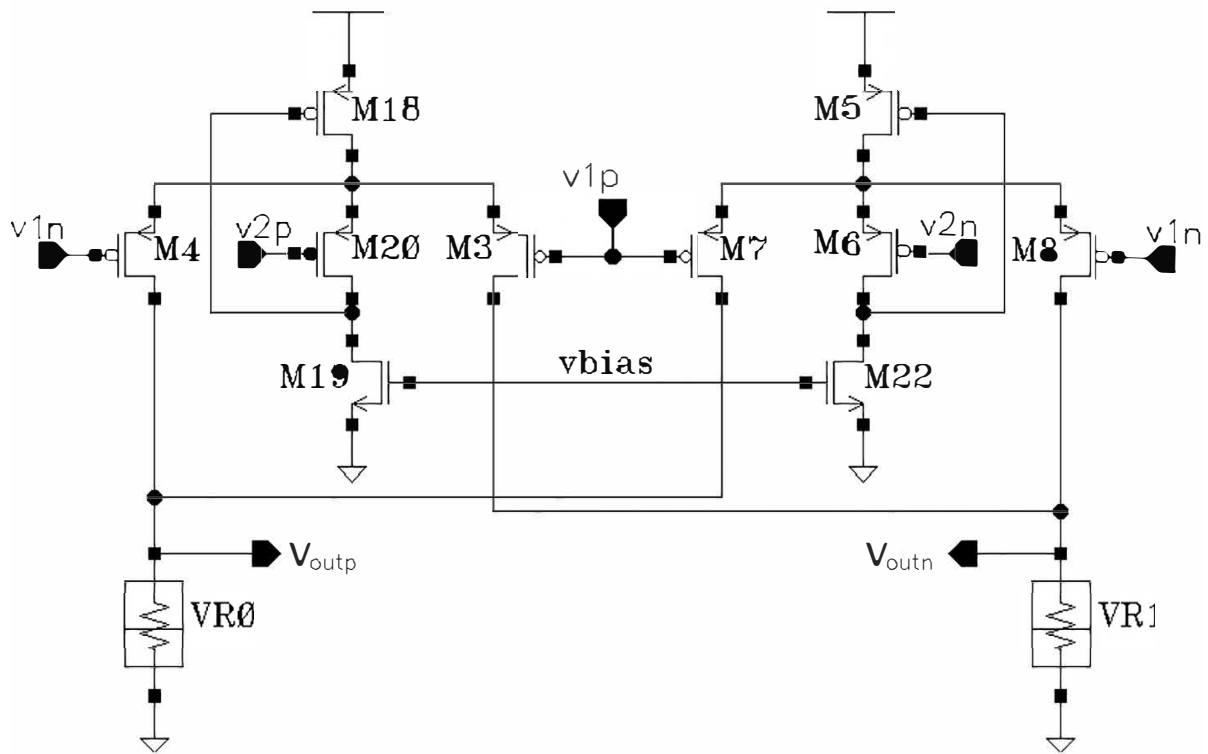 M18
M5
v1p
v1n
v2p
v2n
v1n
M4
M20
M3
M7
M6
M8
M19
vbias
M22
Voutp
Voutn
VR0
VR1